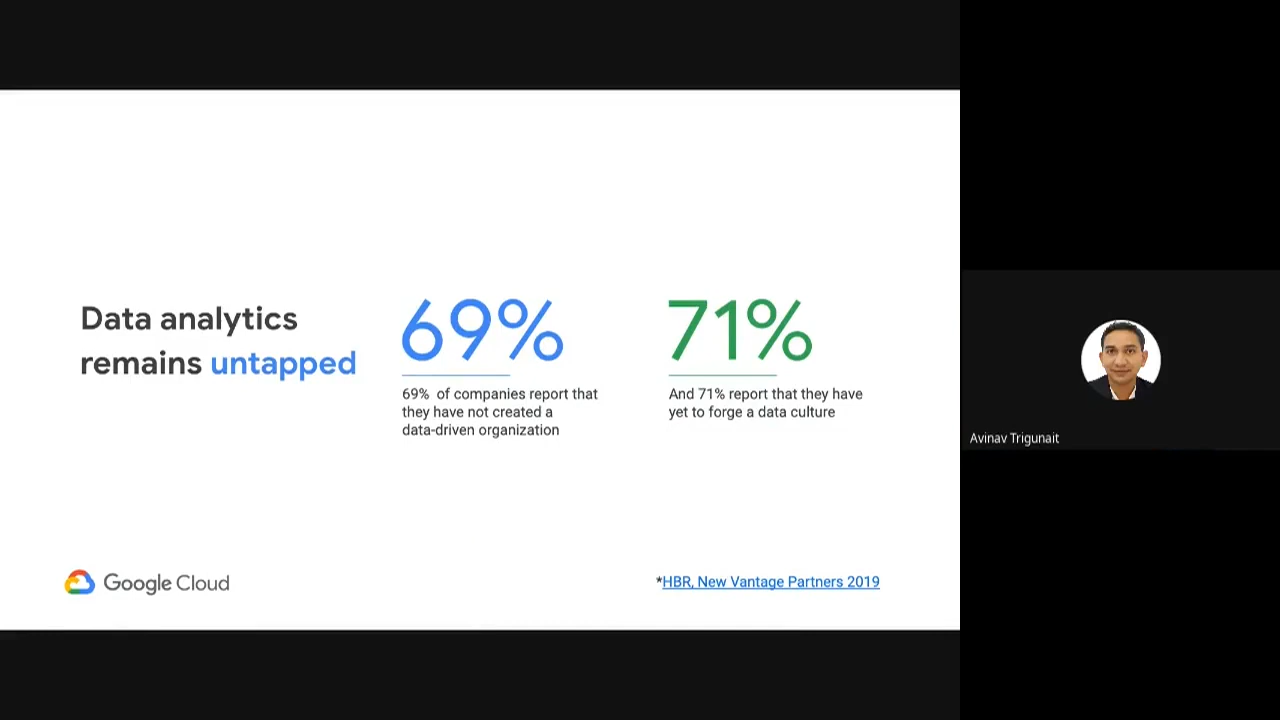 Data analytics
remains untapped
69%
69% of companies report that
they have not created a
data-driven organization
71%
And 71% report that they have
yet to forge a data culture
Google Cloud
*HBR, New Vantage Partners 2019
Avinav Trigunait